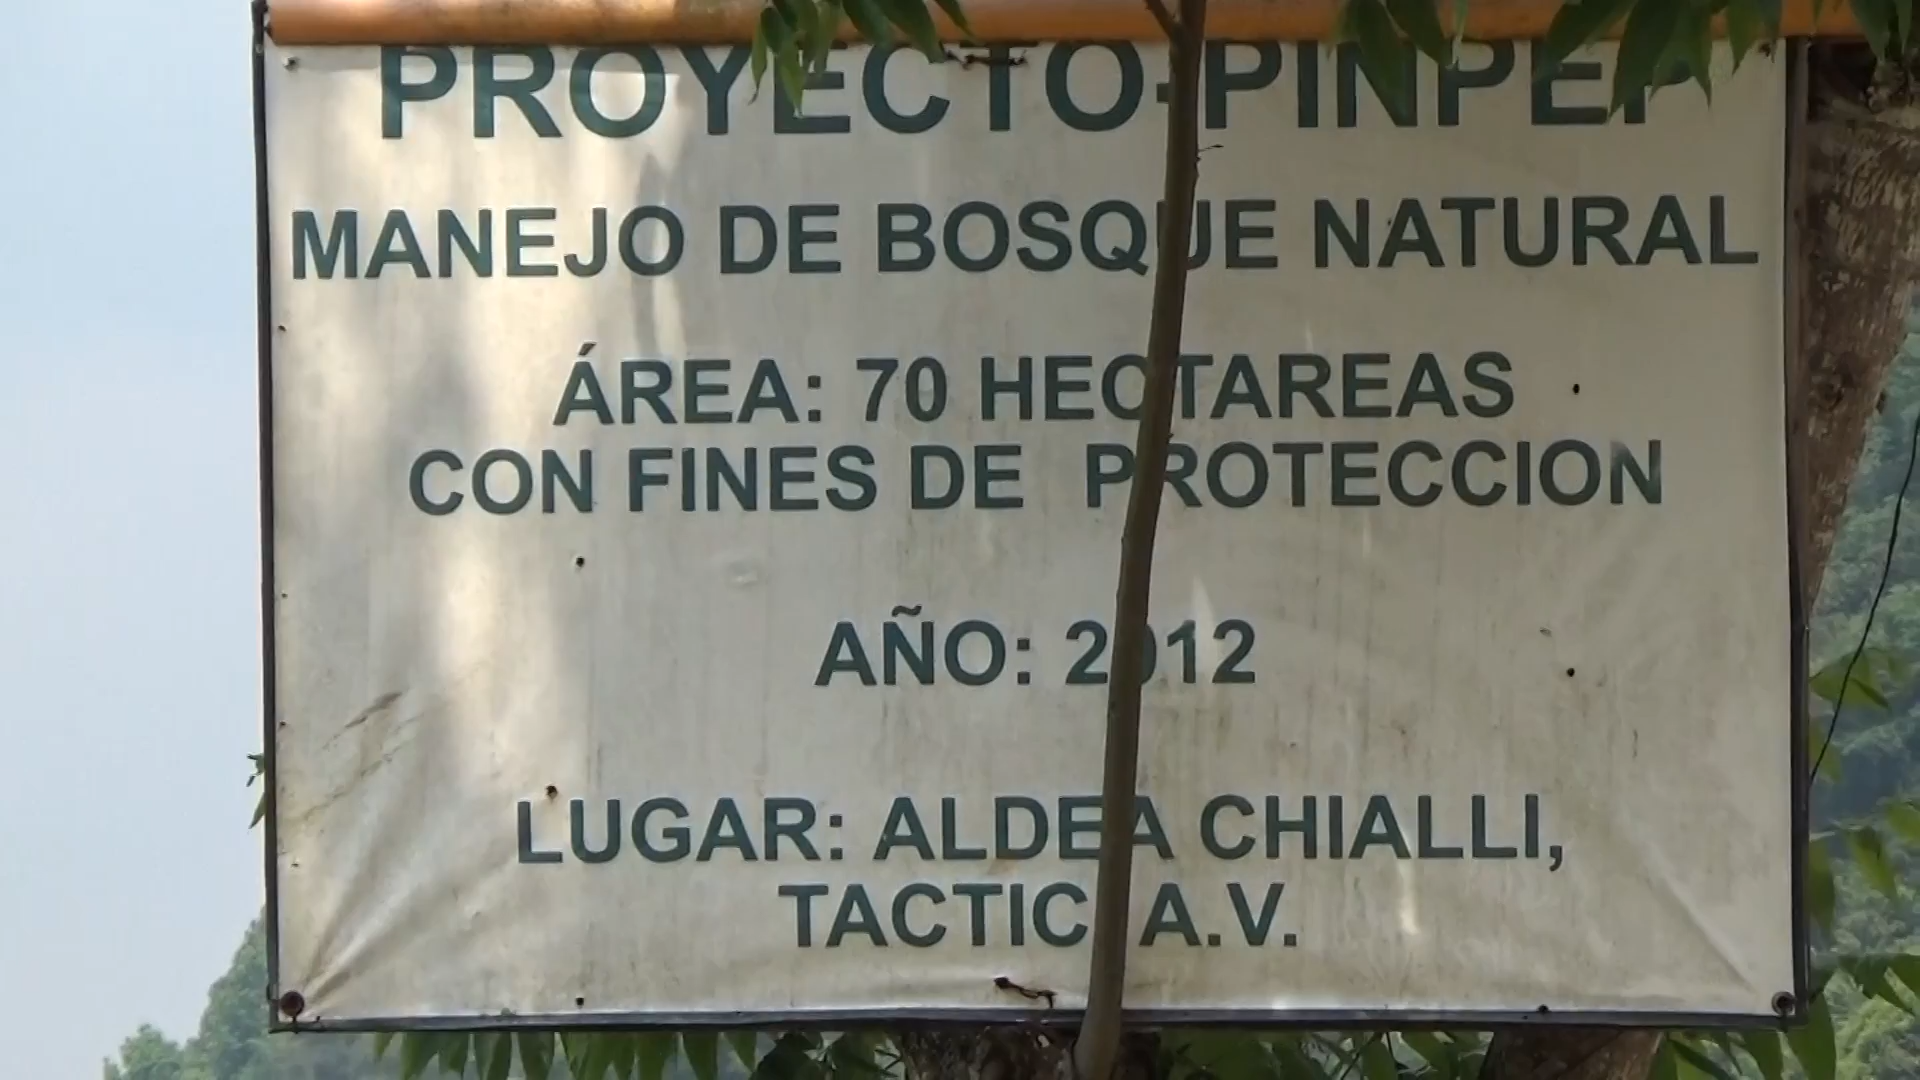 PROYECTO-PINPEP
MANEJO DE BOSQUE NATURAL
ÁREA: 70 HECTAREAS
CON FINES DE PROTECCION
AÑO: 2012
LUGAR: ALDEA CHIALLI,
TACTIC A.V.